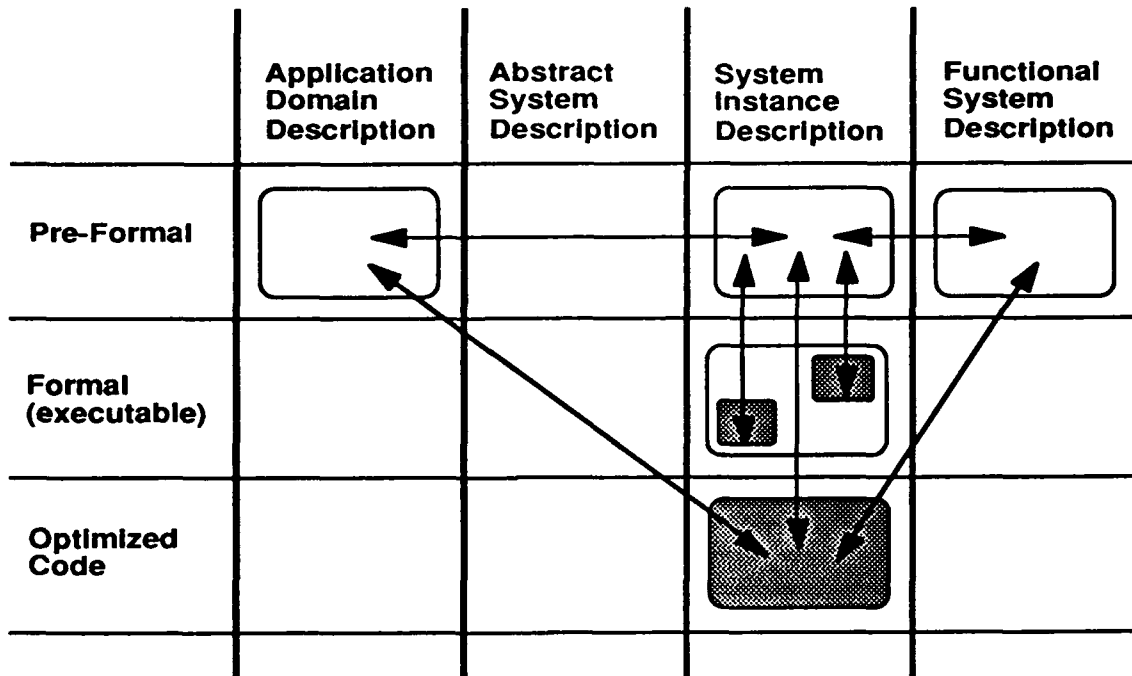 Application
Domain
Description
Abstract
System
Description
System
Instance
Description
Functional
System
Description
Pre-Formal
Formal
(executable)
Optimized
Code